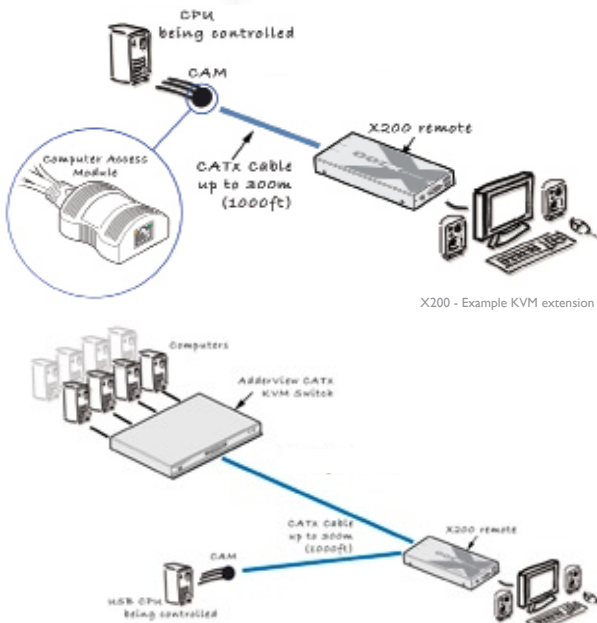 CPU
being controlled
CAM
X200 remote
Computer Access
Module
CATx Cable
up to 300m
(1000ft)
X200 - Example KVM extension
Computers
AdderView CATx
KVM Switch
CATx Cable
up to 300m
(1000ft)
X200 remote
CAM
USB CPU
being controlled